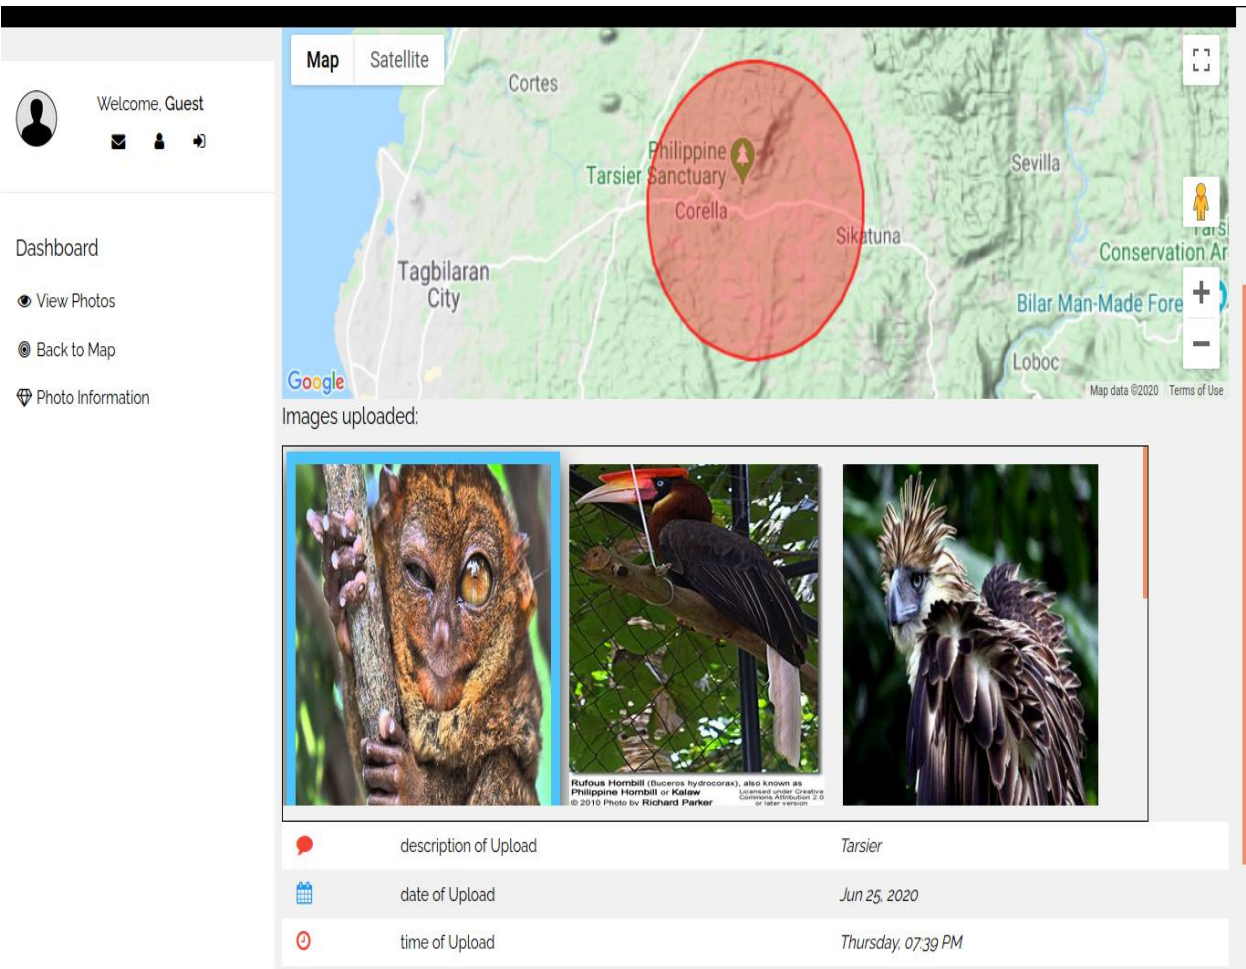 Welcome, Guest
Dashboard
View Photos
Back to Map
Photo Information
Map Satellite
Cortes
Philippine
Tarsier Sanctuary
Corella
Sevilla
Sikatuna
Tagbilaran
City
Conservation Ar
Bilar Man-Made Fore
Loboc
Google
Map data ©2020 Terms of Use
Images uploaded:
Rufous Hornbill (Buceros hydrocorax), also known as
Philippine Hornbill or Kalaw
© 2010 Photo by Richard Parker
Licensed under Creative
Commons Attribution 2.0
or later version
description of Upload Tarsier
date of Upload Jun 25, 2020
time of Upload Thursday, 07:39 PM